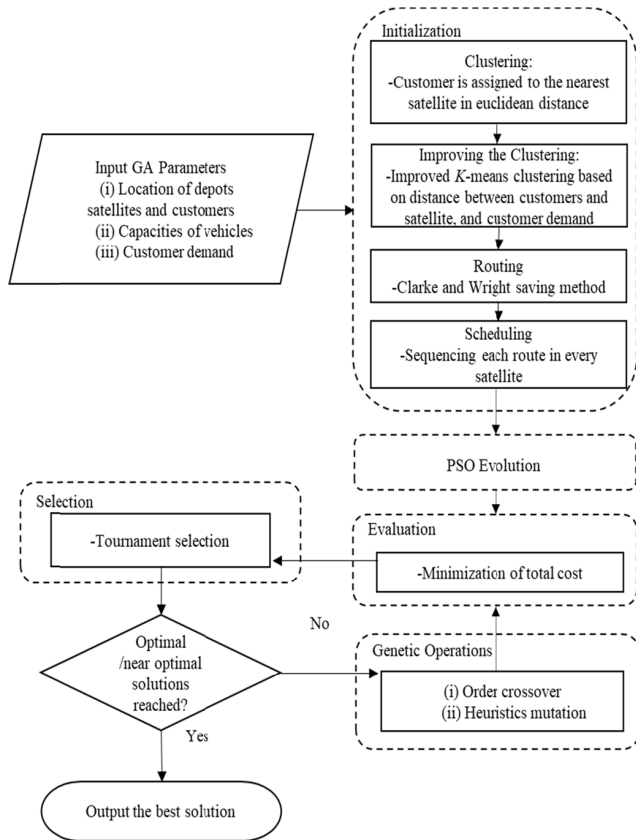 Initialization
Clustering:
-Customer is assigned to the nearest
satellite in euclidean distance
Improving the Clustering:
-Improved K-means clustering based
on distance between customers and
satellite, and customer demand
Routing
-Clarke and Wright saving method
Scheduling
-Sequencing each route in every
satellite
Input GA Parameters
(i) Location of depots
satellites and customers
(ii) Capacities of vehicles
(iii) Customer demand
PSO Evolution
Evaluation
-Minimization of total cost
Selection
-Tournament selection
Optimal
/near optimal
solutions
reached?
No
Yes
Genetic Operations
(i) Order crossover
(ii) Heuristics mutation
Output the best solution